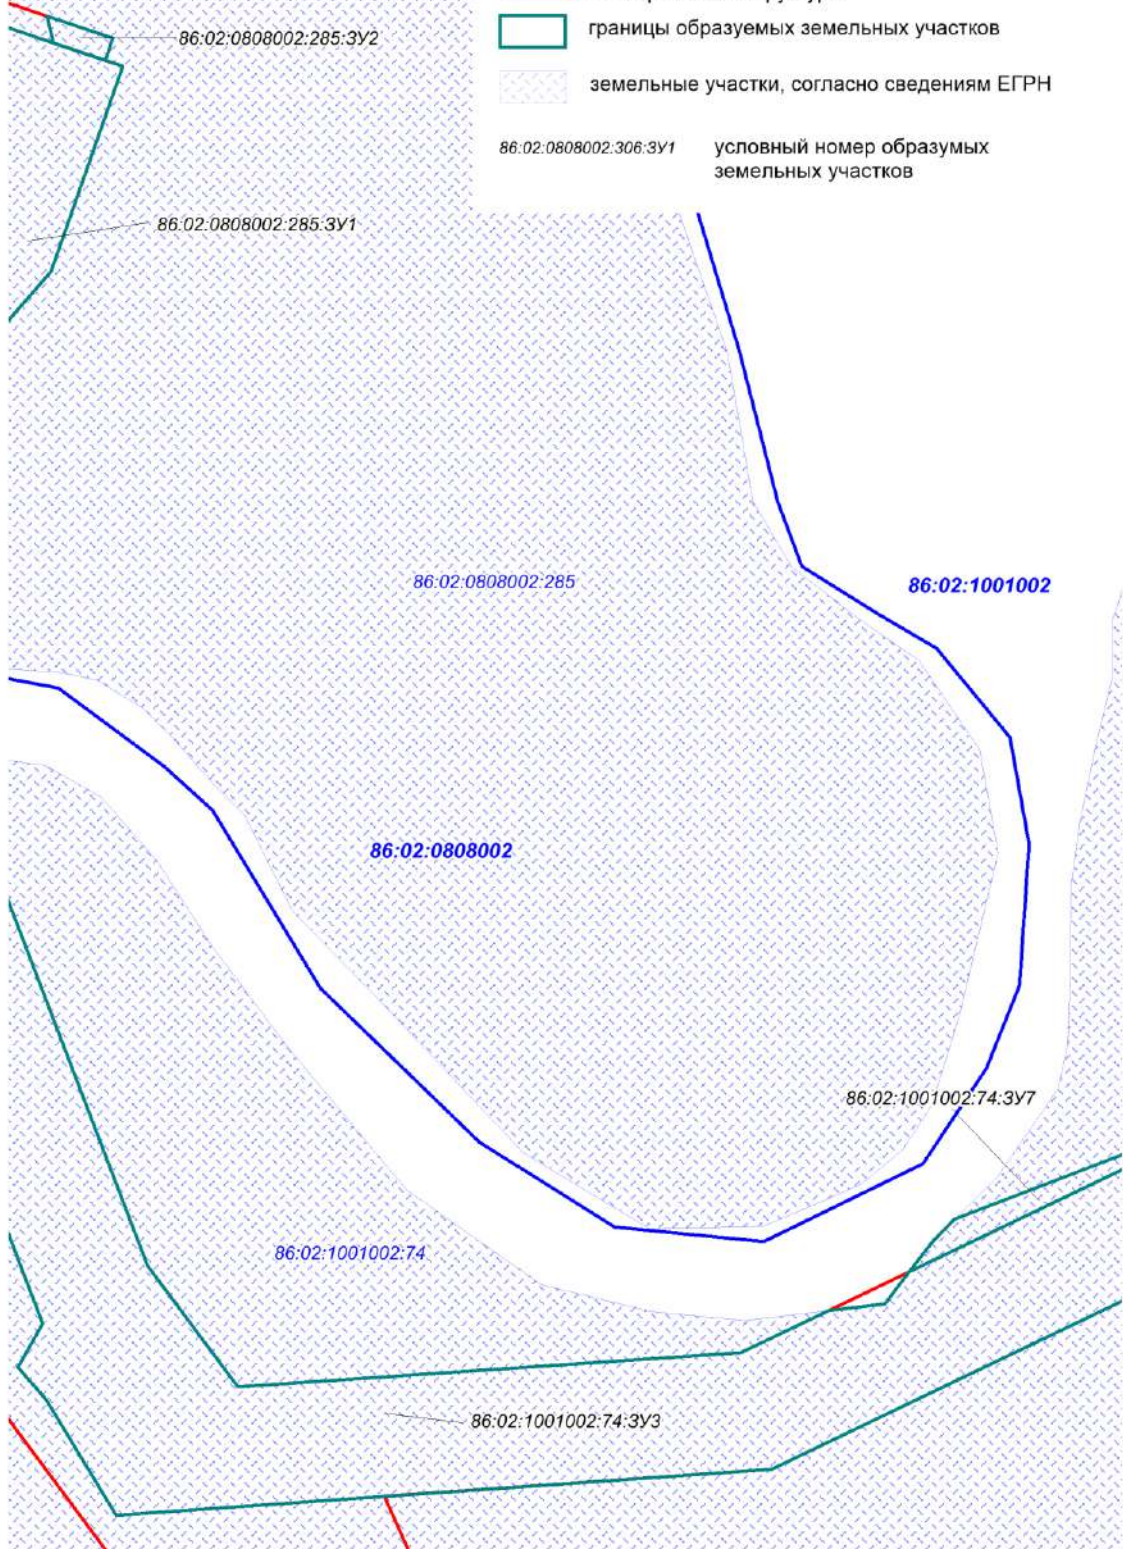 86:02:0808002:285:ЗУ2
границы образуемых земельных участков
земельные участки, согласно сведениям ЕГРН
86:02:0808002:306:ЗУ1 условный номер образумых
земельных участков
86:02:0808002:285:ЗУ1
86:02:0808002:285
86:02:1001002
86:02:0808002
86:02:1001002:74:ЗУ7
86:02:1001002:74
86:02:1001002:74:ЗУ3